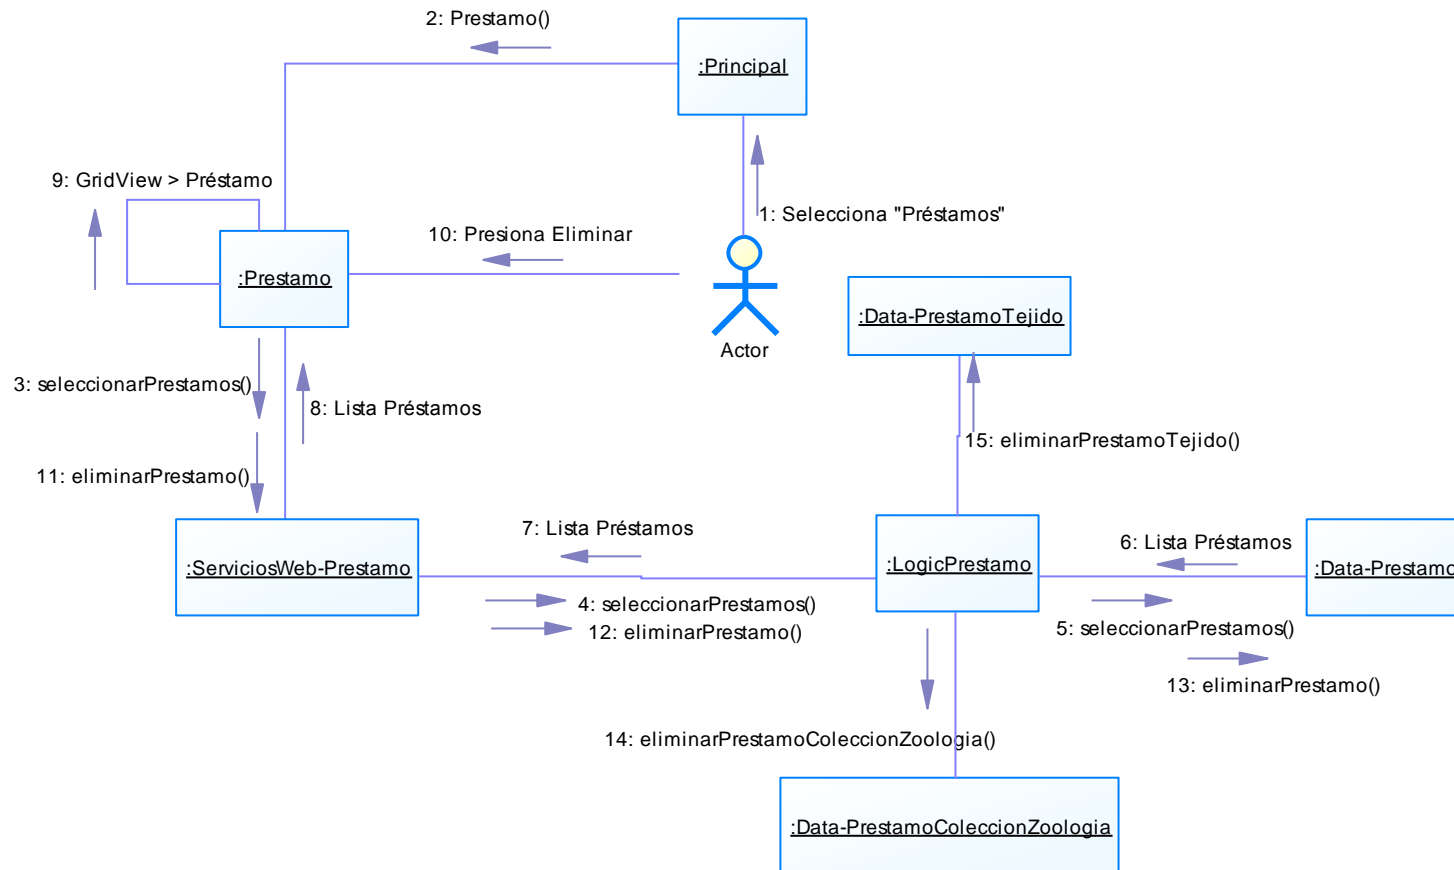 2: Prestamo()
:Principal
9: GridView > Préstamo
1: Selecciona "Préstamos"
10: Presiona Eliminar
:Prestamo
:Data-PrestamoTejido
Actor
3: seleccionarPrestamos()
8: Lista Préstamos
15: eliminarPrestamoTejido()
11: eliminarPrestamo()
7: Lista Préstamos
6: Lista Préstamos
:ServiciosWeb-Prestamo
:LogicPrestamo
:Data-Prestamo
4: seleccionarPrestamos()
12: eliminarPrestamo()
5: seleccionarPrestamos()
13: eliminarPrestamo()
14: eliminarPrestamoColeccionZoologia()
:Data-PrestamoColeccionZoologia